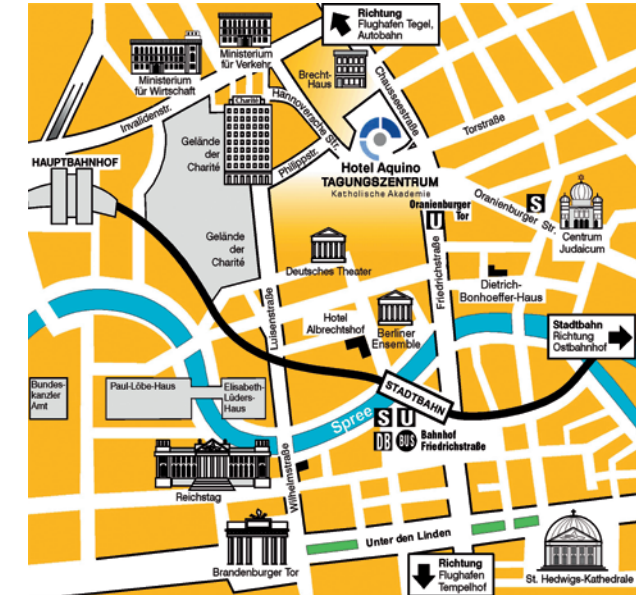 Richtung
Flughafen Tegel,
Autobahn
Ministerium
für Verkehr
Ministerium
für Wirtschaft
Brecht-
Haus
Chausseestraße
Invalidenstr.
Hannoversche Str.
Charité
Torstraße
Gelände
der
Charité
Philippstr.
HAUPTBAHNHOF
Hotel Aquino
TAGUNGSZENTRUM
Katholische Akademie
Oranienburger
Tor
U
Oranienburger Str.
S
Centrum
Judaicum
Gelände
der
Charité
Deutsches Theater
Friedrichstraße
Dietrich-
Bonhoeffer-Haus
Luisenstraße
Hotel
Albrechtshof
Berliner
Ensemble
Stadtbahn
Richtung
Ostbahnhof
Bundes-
kanzler
Amt
Paul-Löbe-Haus
Elisabeth-
Lüders-
Haus
STADTBAHN
Spree
S U
DB BUS
Bahnhof
Friedrichstraße
Reichstag
Wilhelmstraße
Unter den Linden
Brandenburger Tor
Richtung
Flughafen
Tempelhof
St. Hedwigs-Kathedrale